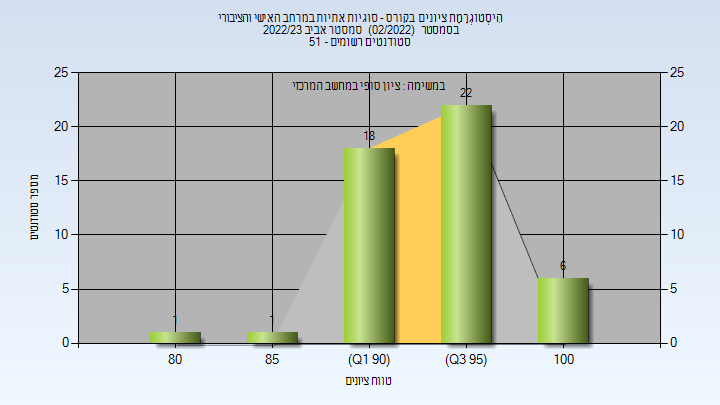 היסטוגרמת ציונים בקורס - סוגיות אתיות במרחב האישי והציבורי
בסמסטר (02/2022) סמסטר אביב 2022/23
סטודנטים רשומים - 51
במשימה : ציון סופי במחשב המרכזי
מספר סטודנטים
25
20
15
10
5
0
25
20
15
10
5
0
1
1
18
22
6
80
85
(Q1 90)
(Q3 95)
100
טווח ציונים